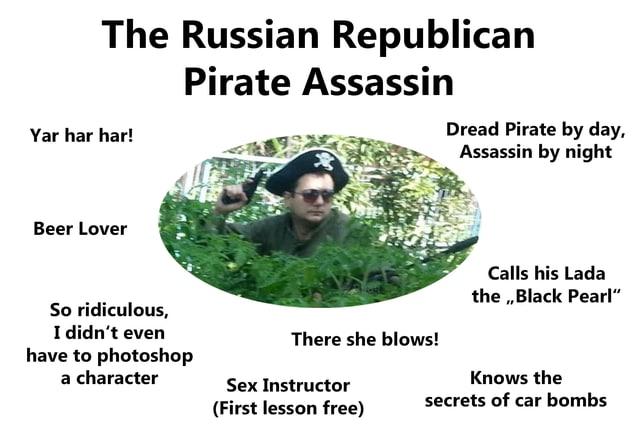 The Russian Republican
Pirate Assassin
Yar har har!
Dread Pirate by day,
Assassin by night
Beer Lover
Calls his Lada
the „Black Pearl“
So ridiculous,
I didn‘t even
have to photoshop
a character
There she blows!
Sex Instructor
(First lesson free)
Knows the
secrets of car bombs